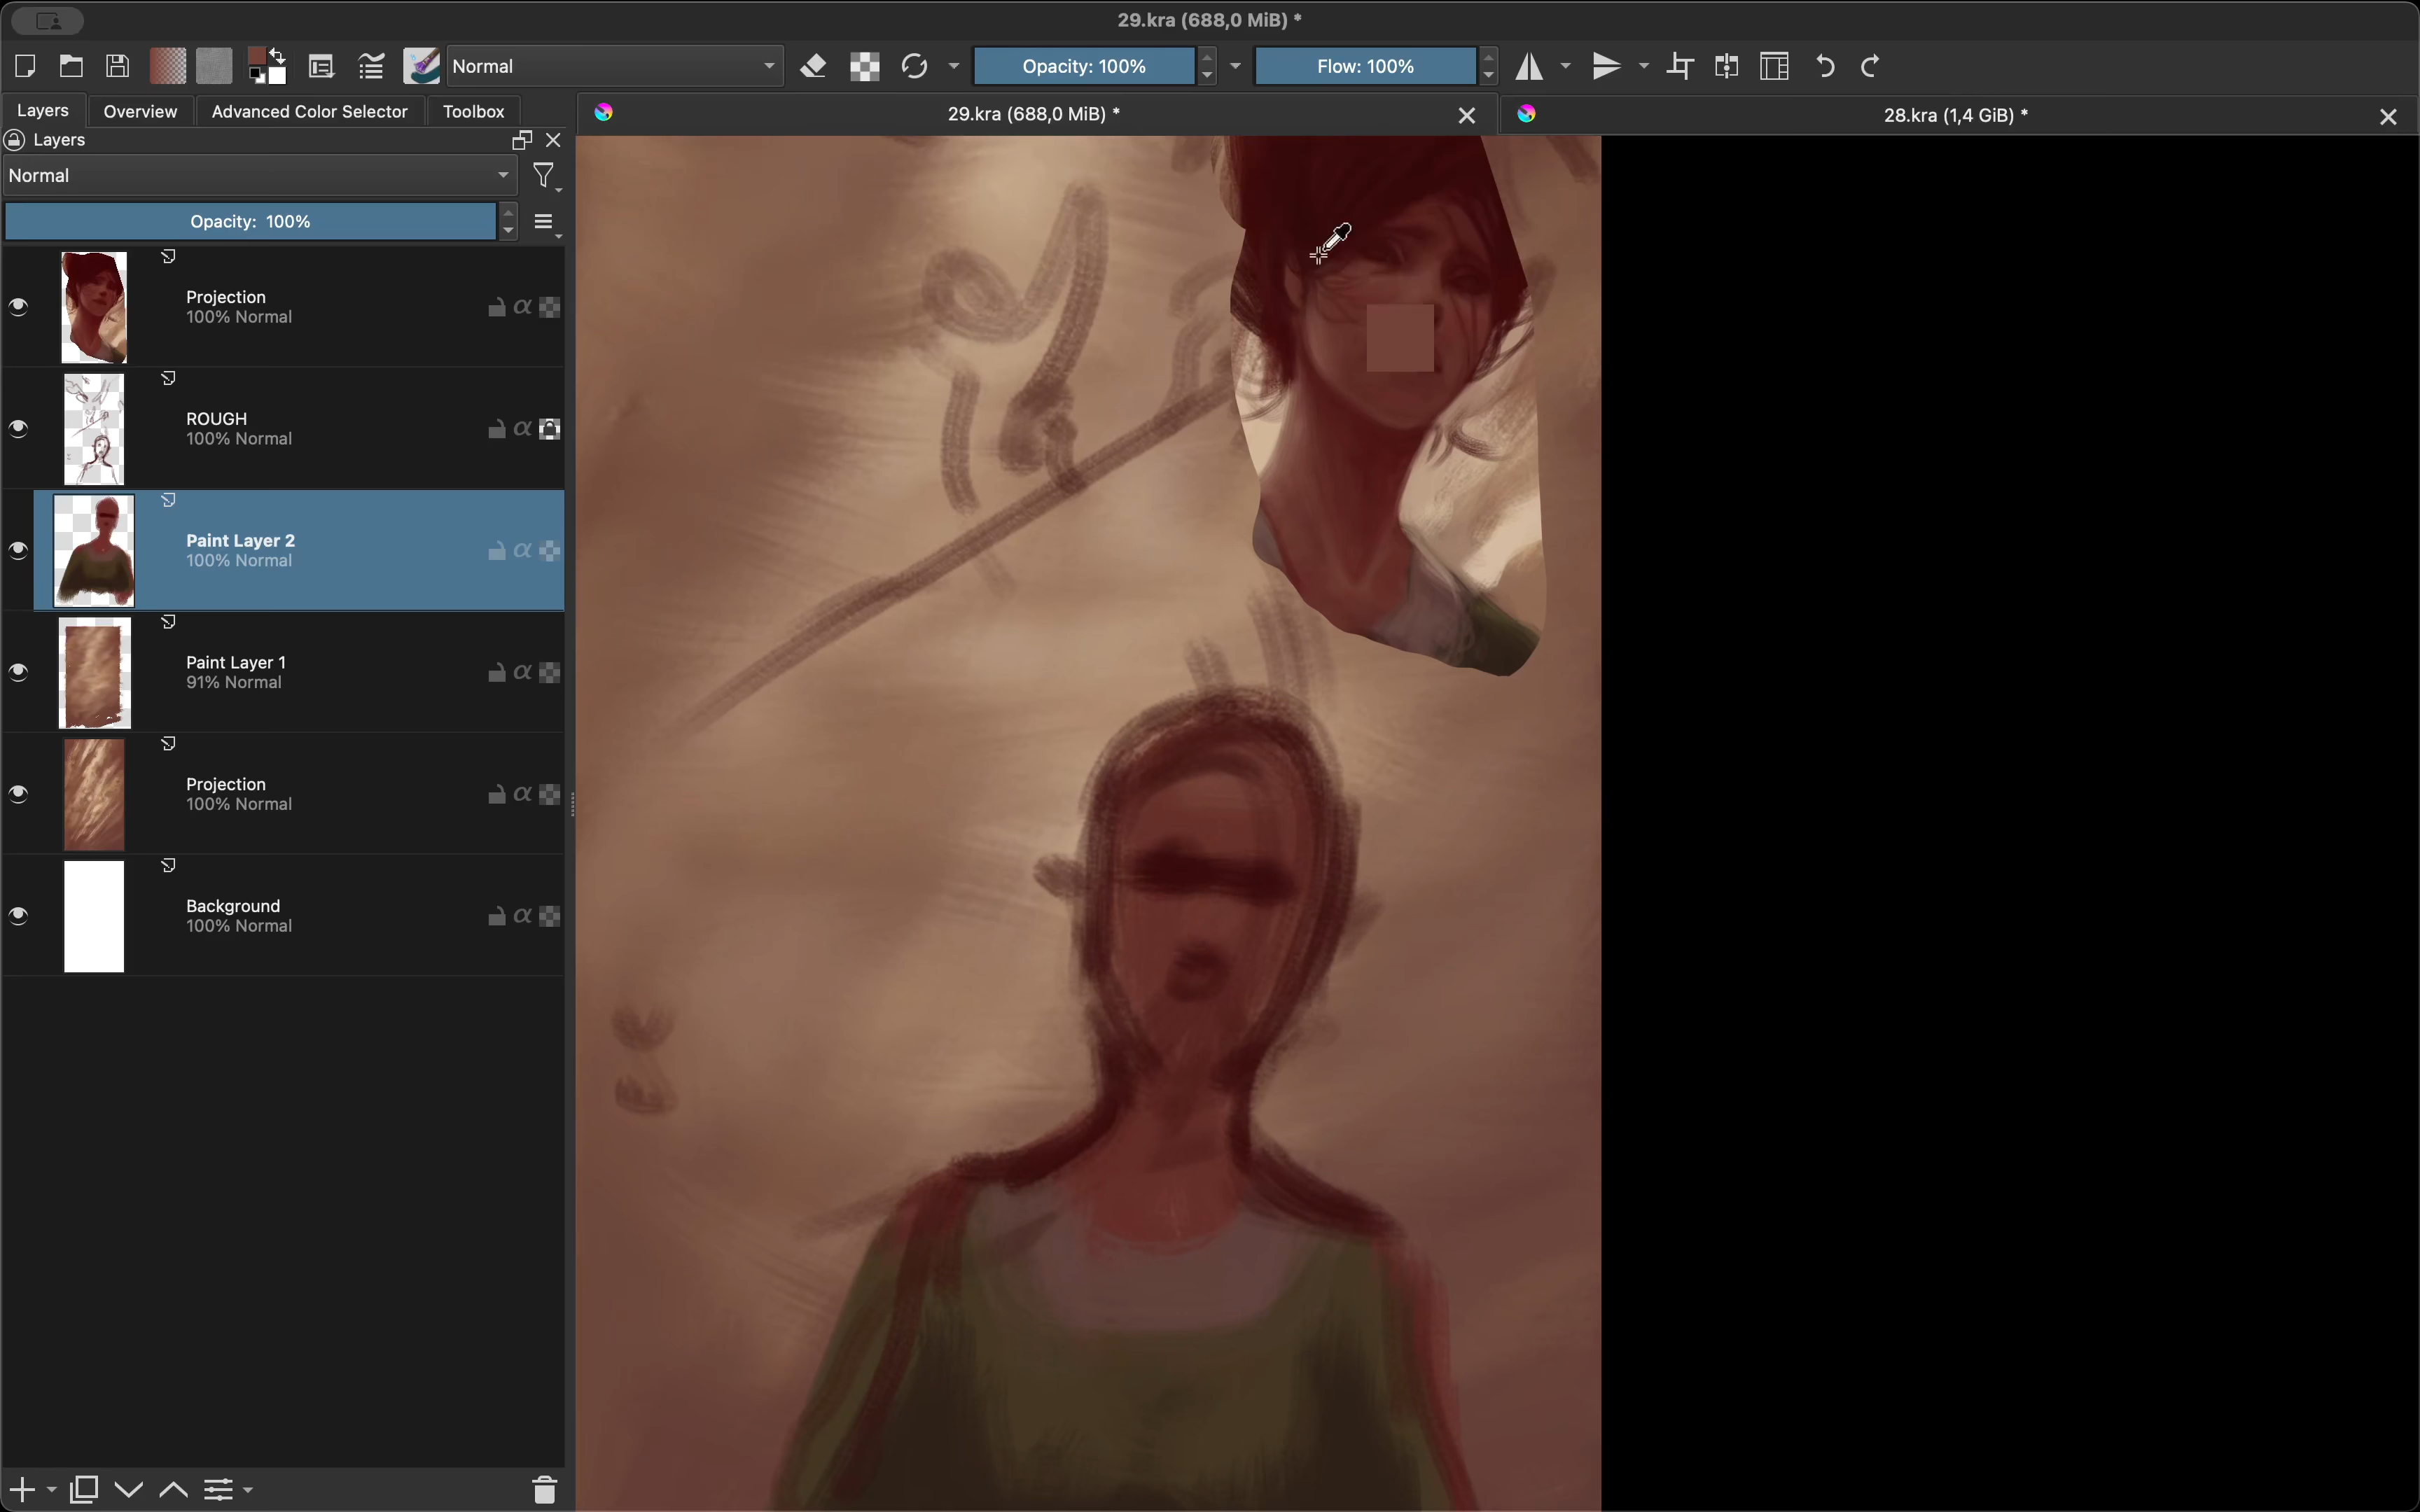 29.kra (688,0 MiB) *
Normal
Opacity: 100%
Flow: 100%
Layers
Overview
Advanced Color Selector
Toolbox
29.kra (688,0 MiB) *
28.kra (1,4 GiB) *
Layers
Normal
Opacity: 100%
Projection
100% Normal
ROUGH
100% Normal
Paint Layer 2
100% Normal
Paint Layer 1
91% Normal
Projection
100% Normal
Background
100% Normal